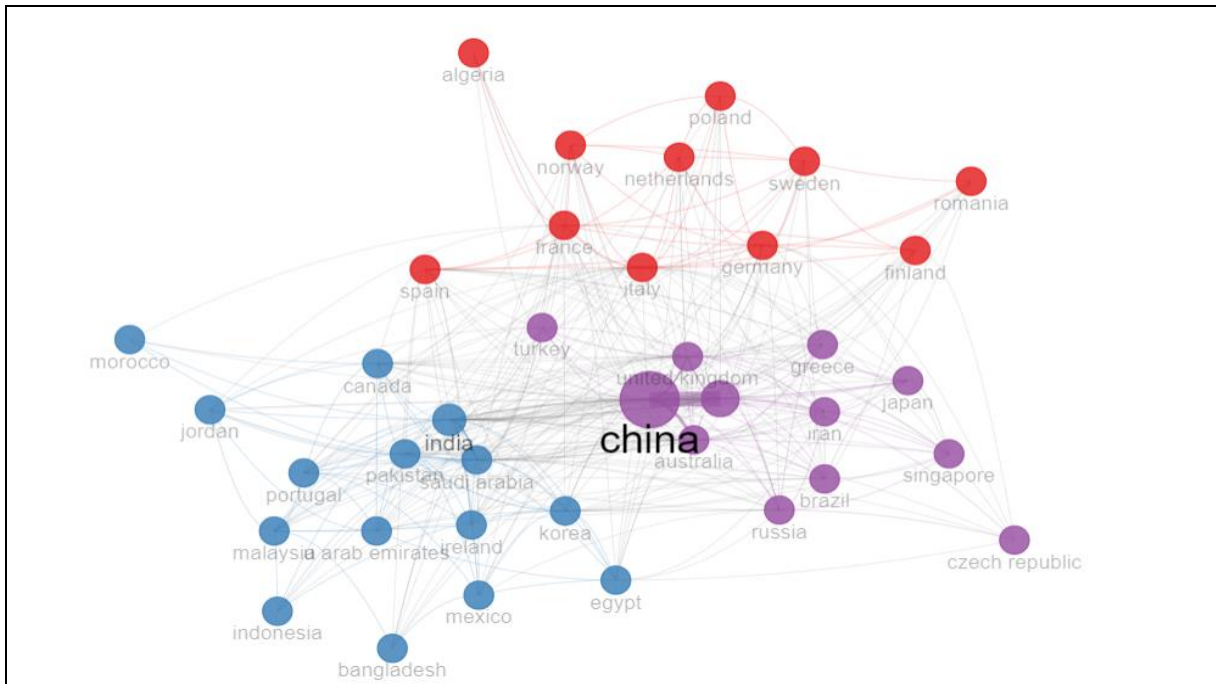 algeria
poland
norway
netherlands
sweden
romania
france
germany
finland
spain
italy
turkey
morocco
canada
united kingdom
greece
japan
jordan
india
china
iran
australia
pakistan
saudi arabia
portugal
singapore
brazil
malaysia
u arab emirates
ireland
korea
russia
czech republic
egypt
mexico
indonesia
bangladesh